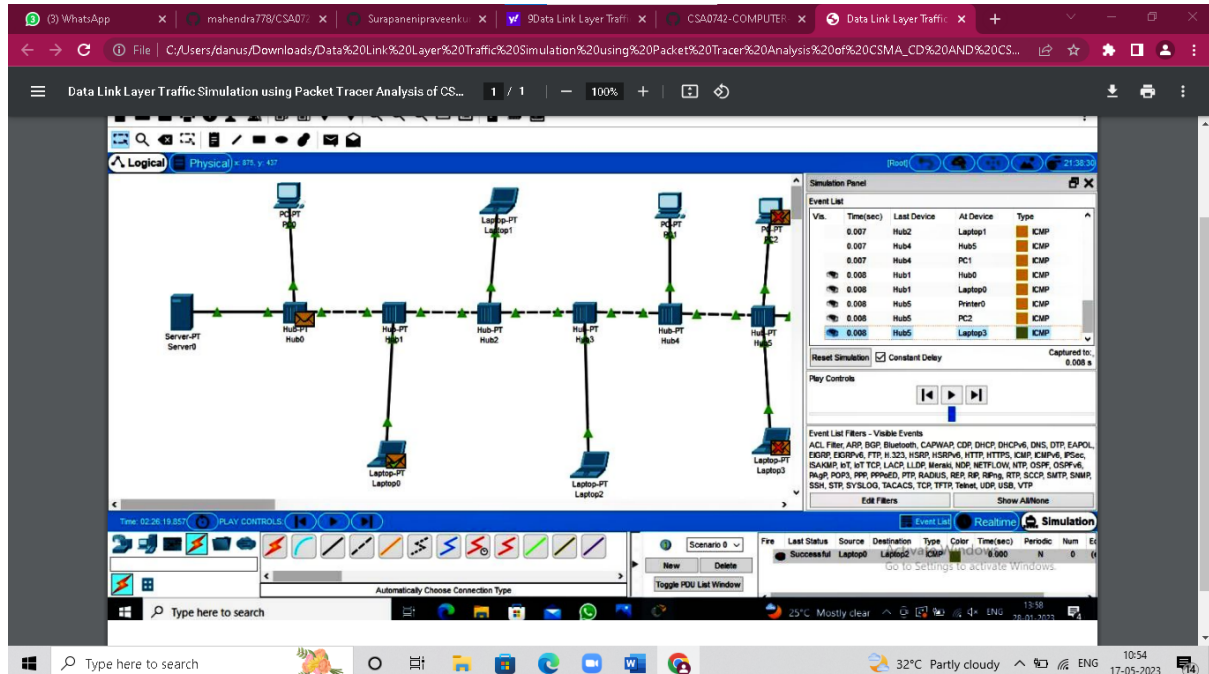 (3) WhatsApp
mahendra778/CSA072
Surapanenipraveenku
9Data Link Layer Traffi
CSA0742-COMPUTER-
Data Link Layer Traffic
File
C:/Users/danus/Downloads/Data%20Link%20Layer%20Traffic%20Simulation%20using%20Packet%20Tracer%20Analysis%20of%20CSMA_CD%20AND%20CS...
Data Link Layer Traffic Simulation using Packet Tracer Analysis of CS...
1 / 1
100%
Logical
Physical
x: 875, y: 437
[Root]
21:38:30
PC-PT
PC0
Laptop-PT
Laptop1
PC-PT
PC1
PC-PT
PC2
Server-PT
Server0
Hub-PT
Hub0
Hub-PT
Hub1
Hub-PT
Hub2
Hub-PT
Hub3
Hub-PT
Hub4
Hub-PT
Hub5
Laptop-PT
Laptop0
Laptop-PT
Laptop2
Laptop-PT
Laptop3
Simulation Panel
Event List
Vis. Time(sec) Last Device At Device Type
0.007 Hub2 Laptop1 ICMP
0.007 Hub4 Hub5 ICMP
0.007 Hub4 PC1 ICMP
0.008 Hub1 Hub0 ICMP
0.008 Hub1 Laptop0 ICMP
0.008 Hub5 Printer0 ICMP
0.008 Hub5 PC2 ICMP
0.008 Hub5 Laptop3 ICMP
Reset Simulation
Constant Delay
Captured to:
0.008 s
Play Controls
Event List Filters - Visible Events
ACL Filter, ARP, BGP, Bluetooth, CAPWAP, CDP, DHCP, DHCPv6, DNS, DTP, EAPOL,
EIGRP, EIGRPv6, FTP, H.323, HSRP, HSRPv6, HTTP, HTTPS, ICMP, ICMPv6, IPSec,
ISAKMP, IoT, IoT TCP, LACP, LLDP, Meraki, NDP, NETFLOW, NTP, OSPF, OSPFv6,
PAgP, POP3, PPP, PPPoED, PTP, RADIUS, REP, RIP, RIPng, RTP, SCCP, SMTP, SNMP,
SSH, STP, SYSLOG, TACACS, TCP, TFTP, Telnet, UDP, USB, VTP
Edit Filters
Show All/None
Time: 02:26:19.857
PLAY CONTROLS:
Event List
Realtime
Simulation
Automatically Choose Connection Type
Scenario 0
New
Delete
Toggle PDU List Window
Fire Last Status Source Destination Type Color Time(sec) Periodic Num Ed
Successful Laptop0 Laptop2 ICMP 0.000 N 0 (e
Activate Windows
Go to Settings to activate Windows.
Type here to search
25°C Mostly clear
ENG
13:58
28-01-2023
4
Type here to search
32°C Partly cloudy
ENG
10:54
17-05-2023
14